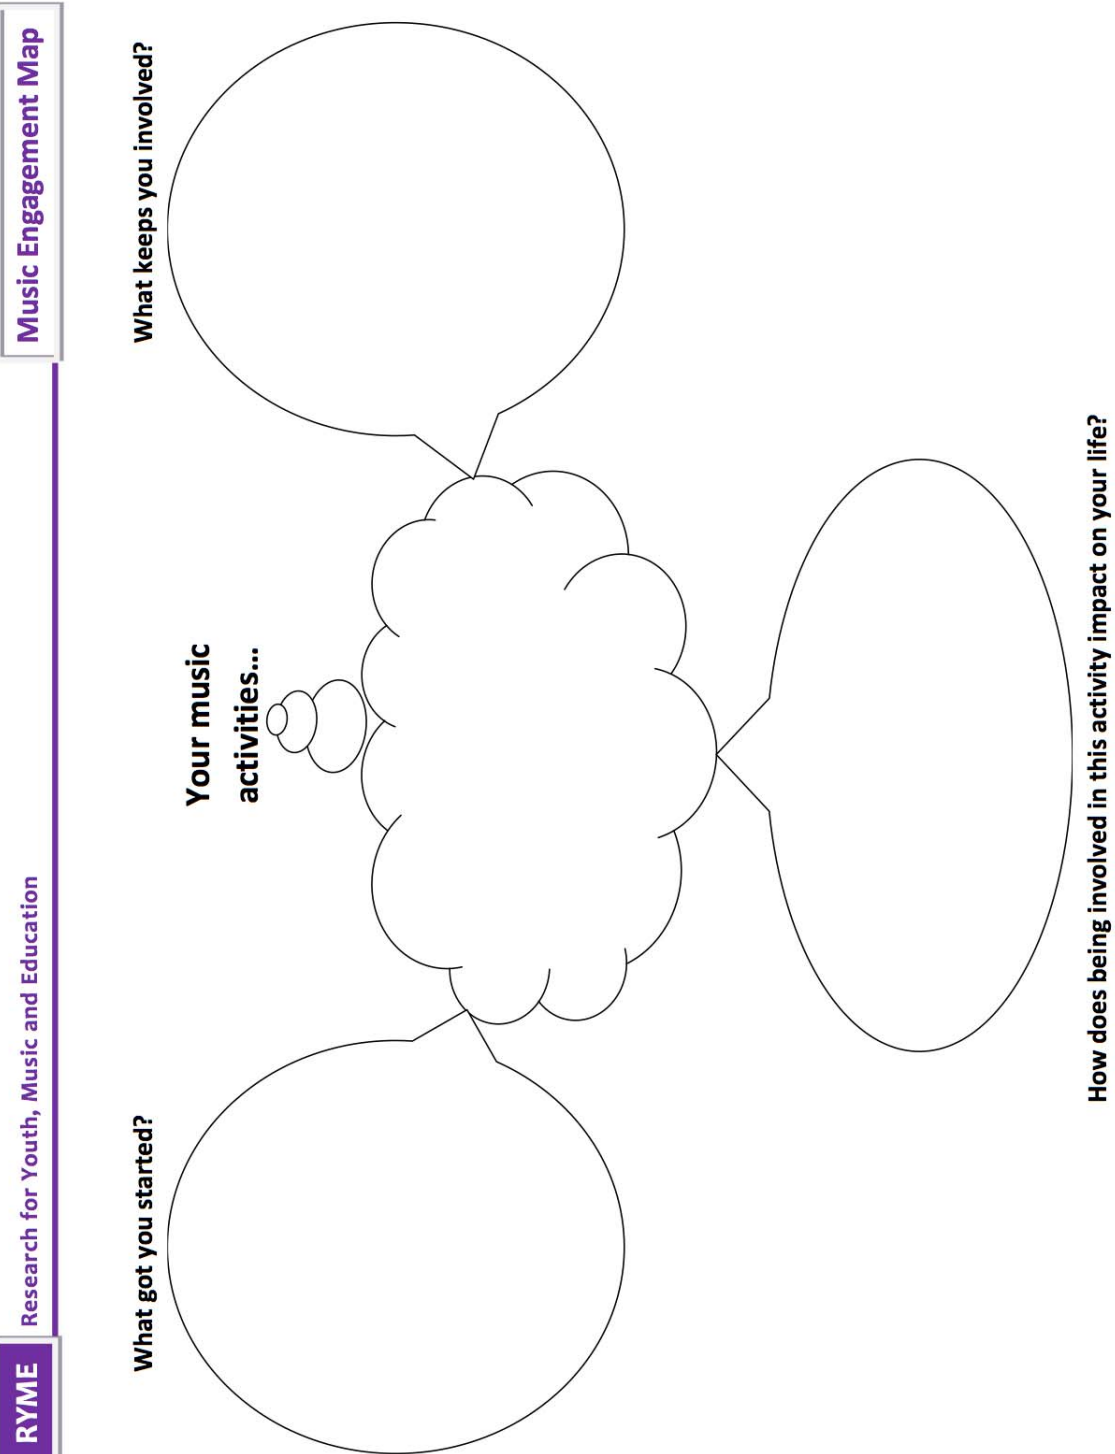 RYME
Research for Youth, Music and Education
Music Engagement Map
What got you started?
Your music
activities...
What keeps you involved?
How does being involved in this activity impact on your life?